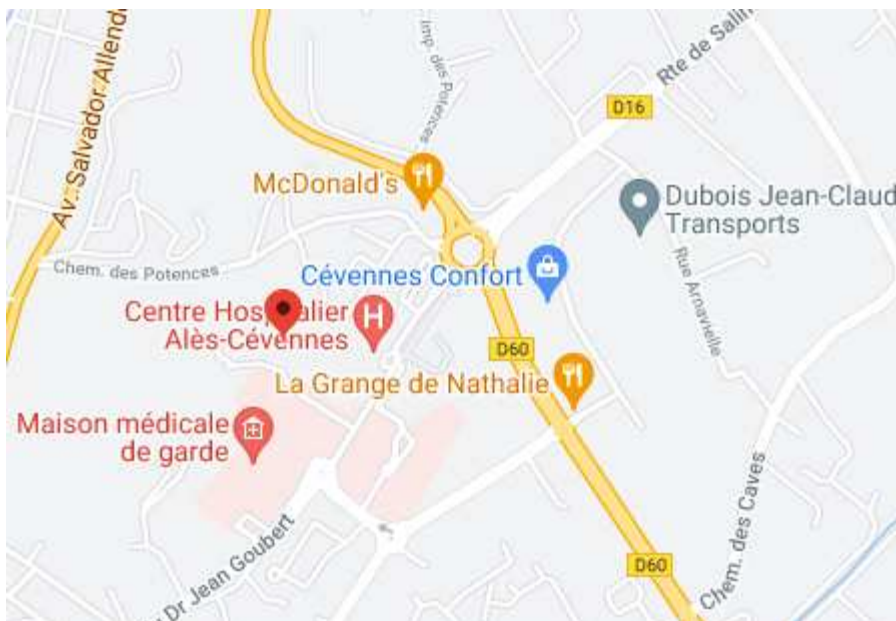 Av. Salvador Allend
Imp. des Potences
Rte de Salin
D16
McDonald's
Dubois Jean-Claud
Transports
Chem. des Potences
Cévennes Confort
Rue Arnavielle
Centre Hospitalier
Alès-Cévennes
H
D60
La Grange de Nathalie
Maison médicale
de garde
Chem. des Caves
Dr Jean Goubert
D60